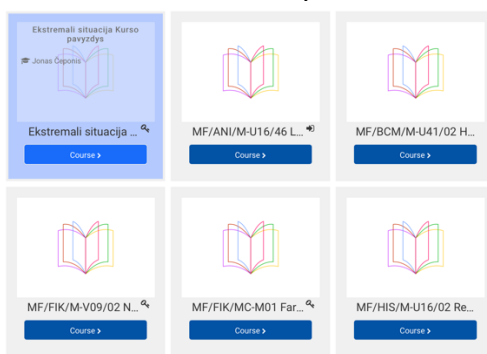 Ekstremali situacija Kurso
pavyzdys
Jonas Čeponis
Ekstremali situacija ...
Course >
MF/ANI/M-U16/46 L...
Course >
MF/BCM/M-U41/02 H...
Course >
MF/FIK/M-V09/02 N...
Course >
MF/FIK/MC-M01 Far...
Course >
MF/HIS/M-U16/02 Re...
Course >